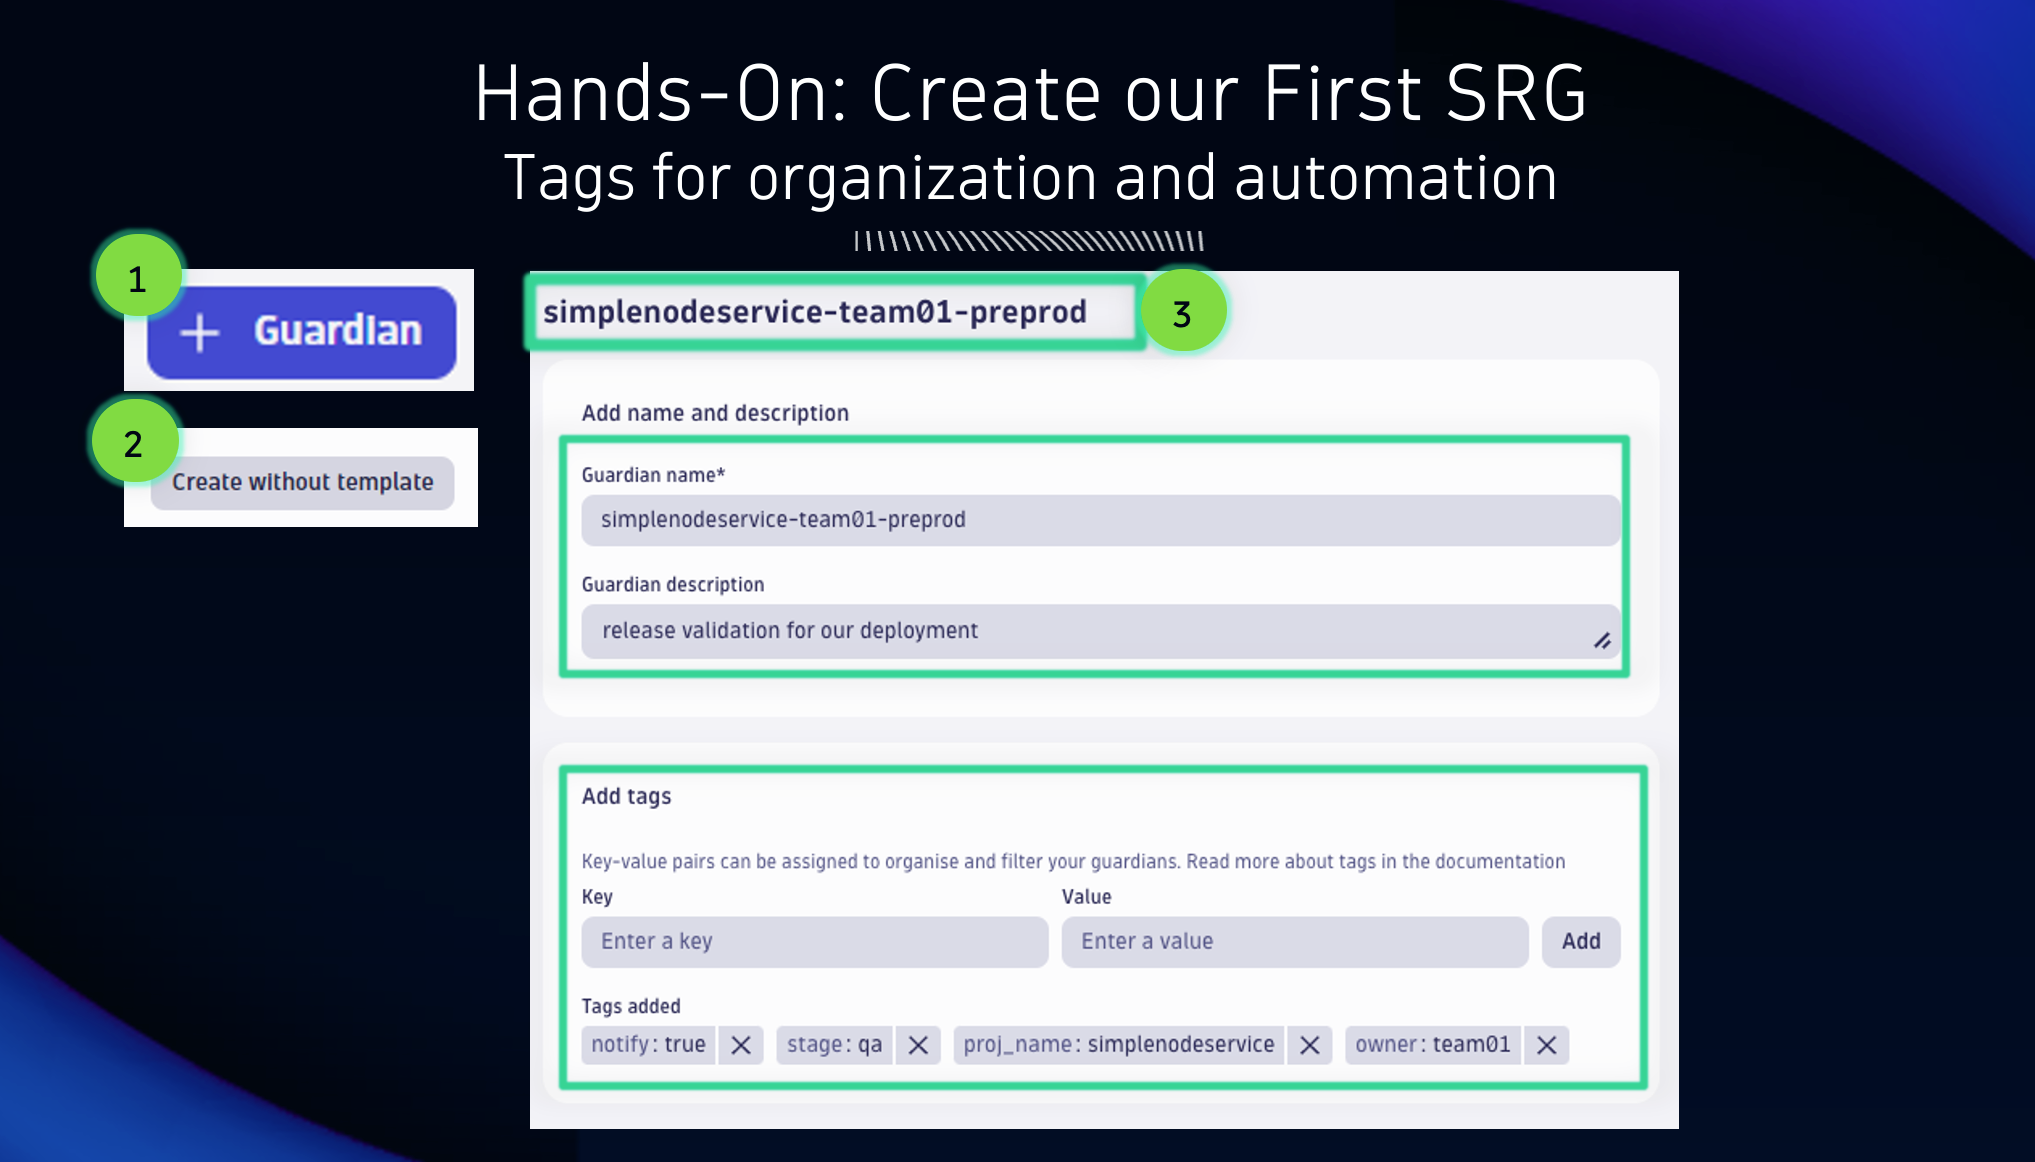 Hands-On: Create our First SRG
Tags for organization and automation
1
+ Guardian
2
Create without template
simplenodeservice-team01-preprod
3
Add name and description
Guardian name*
simplenodeservice-team01-preprod
Guardian description
release validation for our deployment
Add tags
Key-value pairs can be assigned to organise and filter your guardians. Read more about tags in the documentation
Key Value
Enter a key Enter a value Add
Tags added
notify: true × stage: qa × proj_name: simplenodeservice × owner: team01 ×